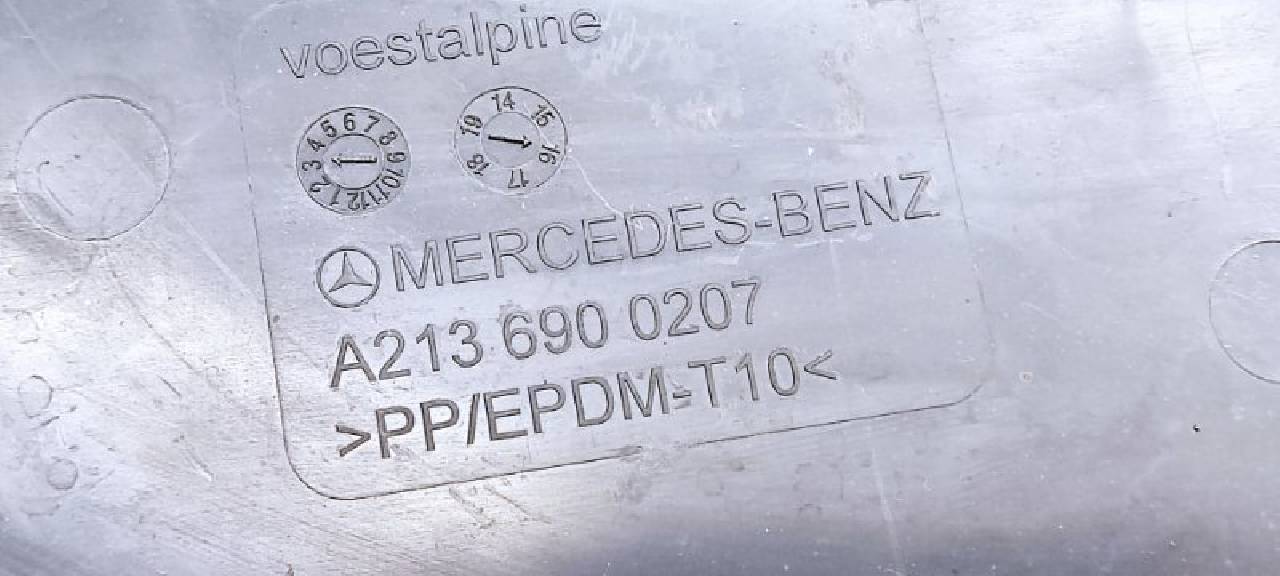 voestalpine
1 2 3 4 5 6 7 8 9 10 11 12
14 15 16 17 18 19
MERCEDES-BENZ
A213 690 0207
>PP/EPDM-T10<